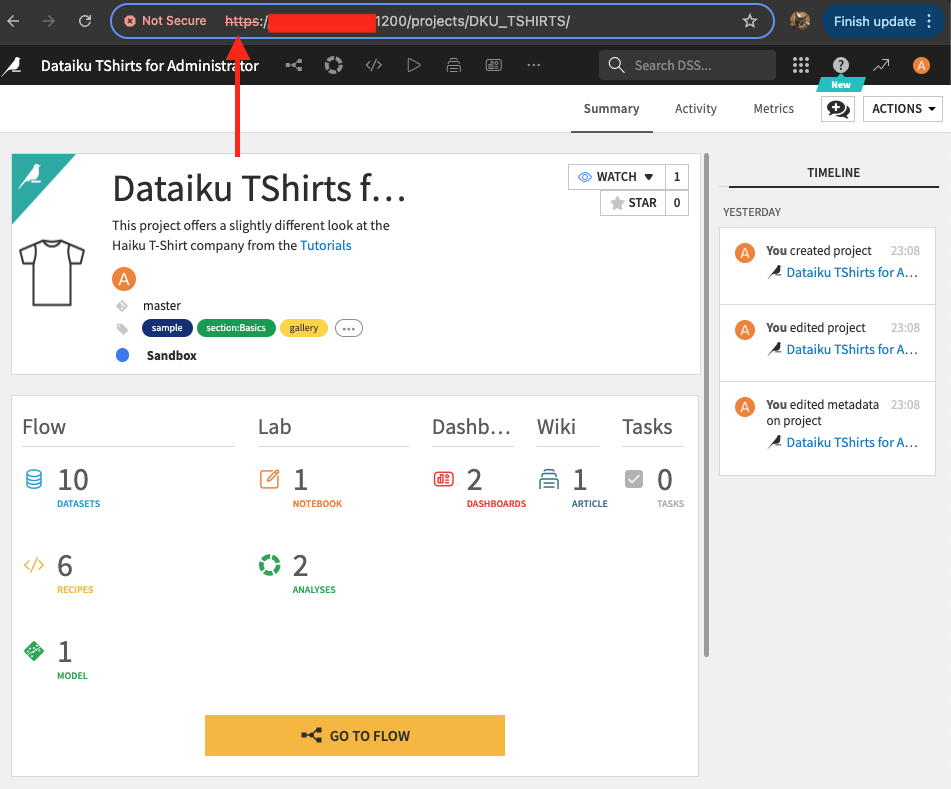 Not Secure https:/ 1200/projects/DKU_TSHIRTS/ Finish update
Dataiku TShirts for Administrator Search DSS...
New
Summary Activity Metrics ACTIONS
Dataiku TShirts f...
WATCH 1
STAR 0
This project offers a slightly different look at the
Haiku T-Shirt company from the Tutorials
A
master
sample section:Basics gallery
Sandbox
Flow Lab Dashb... Wiki Tasks
10 1 2 1 0
DATASETS NOTEBOOK DASHBOARDS ARTICLE TASKS
6 2
RECIPES ANALYSES
1
MODEL
GO TO FLOW
A
TIMELINE
YESTERDAY
A You created project 23:08
Dataiku TShirts for A...
A You edited project 23:08
Dataiku TShirts for A...
A You edited metadata 23:08
on project
Dataiku TShirts for A...